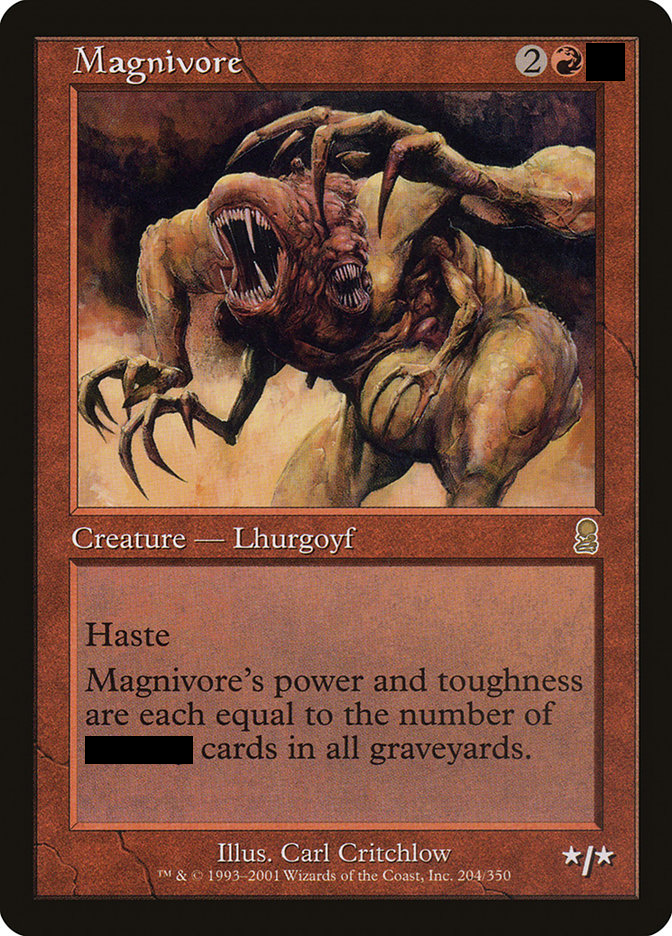 Magnivore 2
Creature — Lhurgoyf
Haste
Magnivore's power and toughness
are each equal to the number of
cards in all graveyards.
Illus. Carl Critchlow
™ & © 1993–2001 Wizards of the Coast, Inc. 204/350
★/★